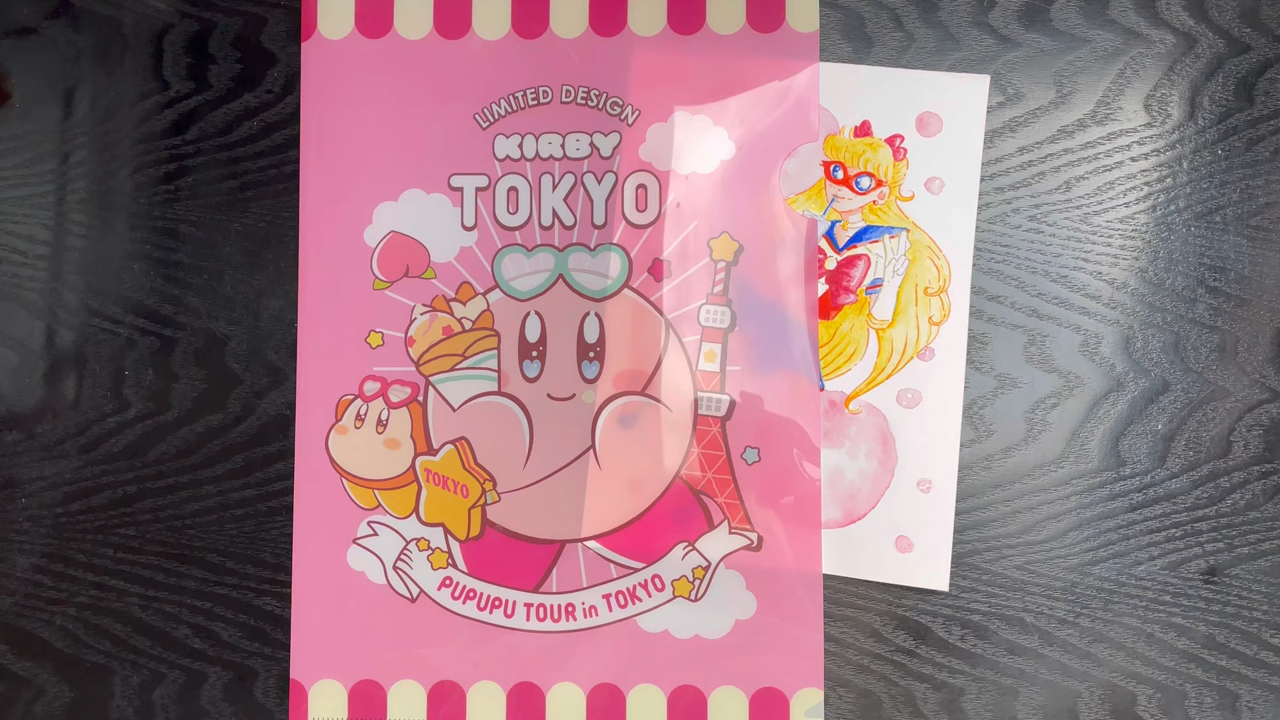 LIMITED DESIGN
KIRBY
TOKYO
TOKYO
PUPUPU TOUR in TOKYO